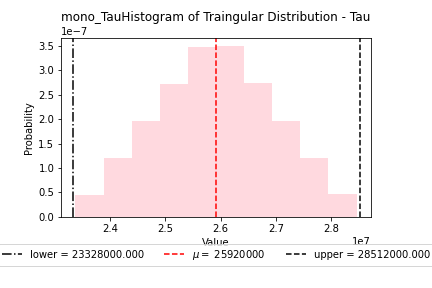 mono_TauHistogram of Traingular Distribution - Tau
1e−7
3.5
3.0
2.5
2.0
1.5
1.0
0.5
0.0
Probability
2.4 2.5 2.6 2.7 2.8
Value
1e7
lower = 23328000.000 μ = 25920000 upper = 28512000.000